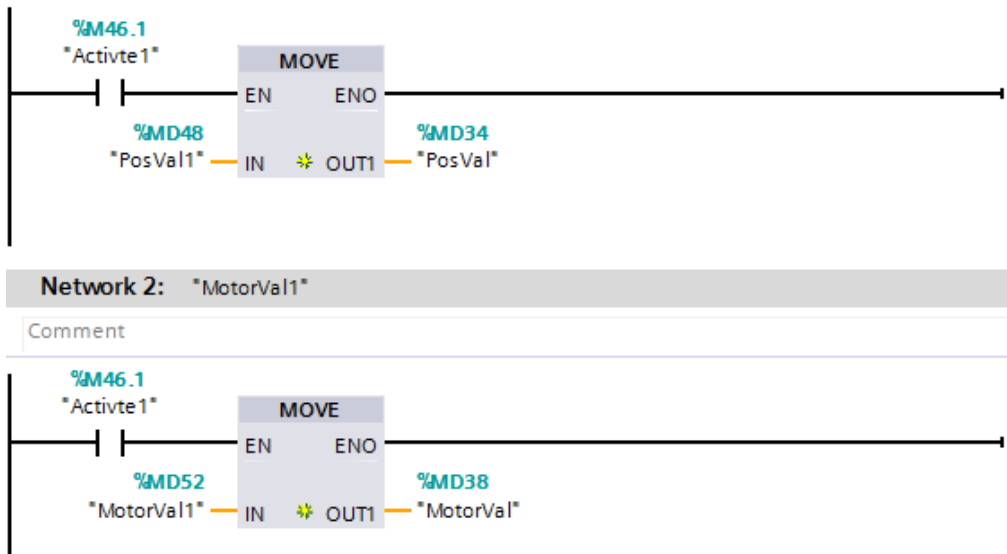 %M46.1
"Activte1"
MOVE
EN ENO
%MD48 %MD34
"PosVal1" IN OUT1 "PosVal"
Network 2: "MotorVal1"
Comment
%M46.1
"Activte1"
MOVE
EN ENO
%MD52 %MD38
"MotorVal1" IN OUT1 "MotorVal"